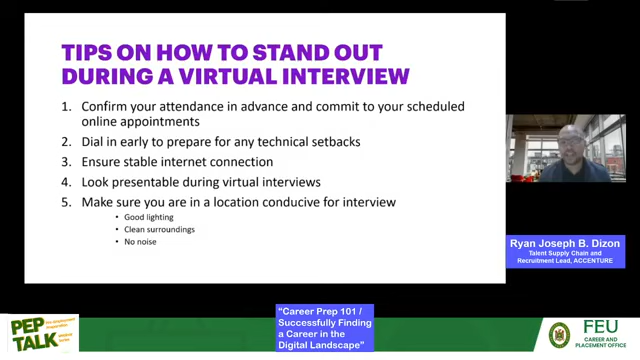 TIPS ON HOW TO STAND OUT
DURING A VIRTUAL INTERVIEW
1. Confirm your attendance in advance and commit to your scheduled
online appointments
2. Dial in early to prepare for any technical setbacks
3. Ensure stable internet connection
4. Look presentable during virtual interviews
5. Make sure you are in a location conducive for interview
• Good lighting
• Clean surroundings
• No noise
Ryan Joseph B. Dizon
Talent Supply Chain and
Recruitment Lead, ACCENTURE
PEP
TALK
"Career Prep 101 /
Successfully Finding
a Career in the
Digital Landscape"
FEU
CAREER AND
PLACEMENT OFFICE